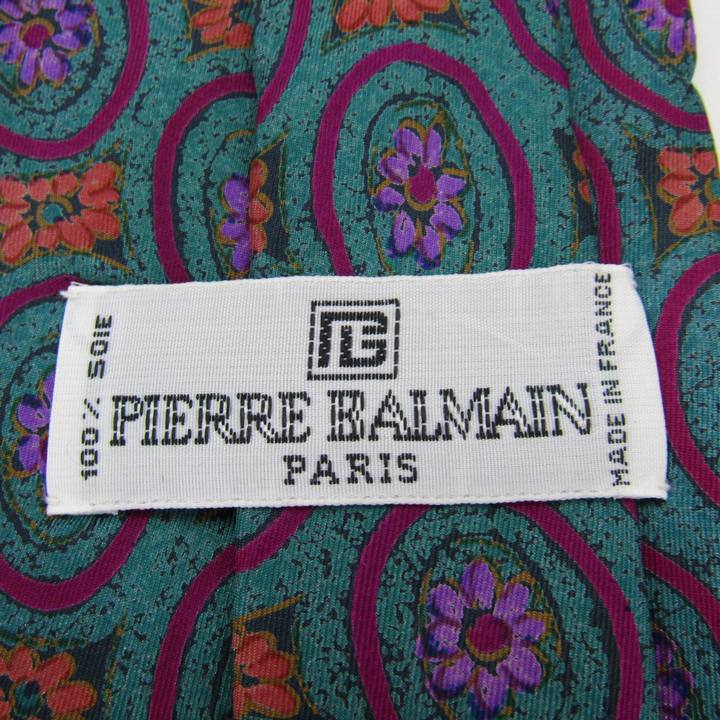 100% SOIE
PB
PIERRE BALMAIN
PARIS
MADE IN FRANCE